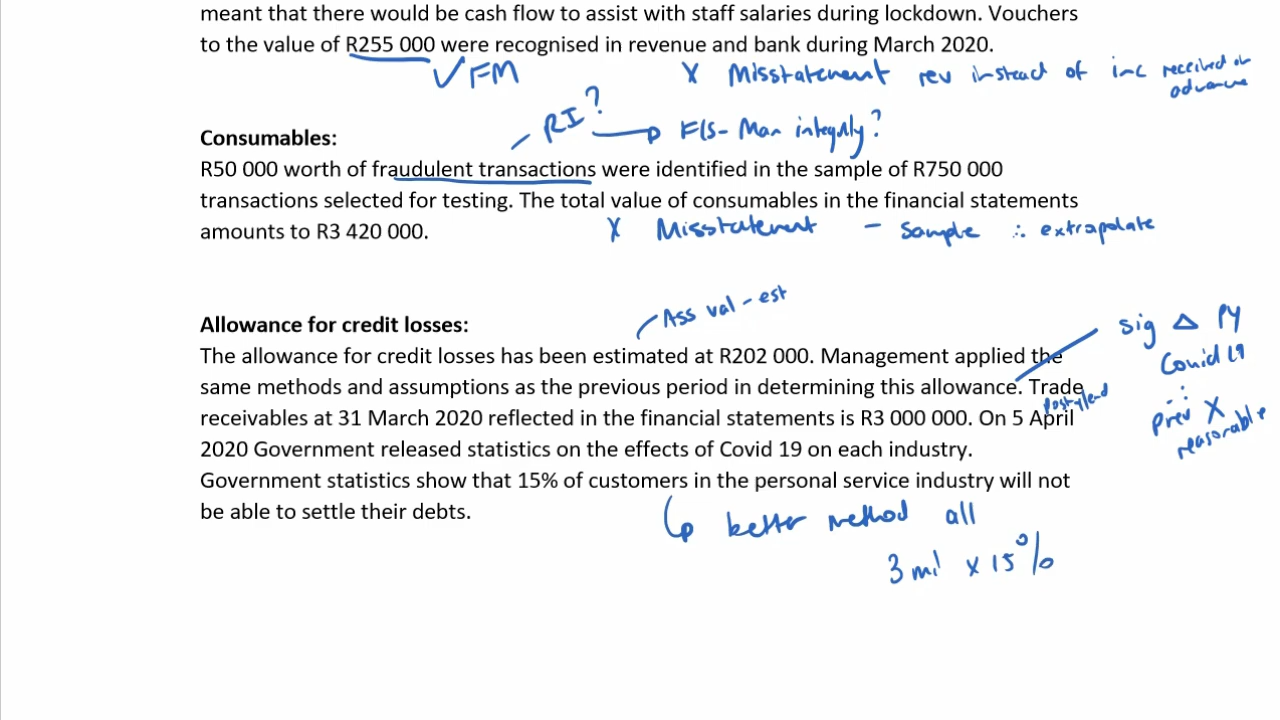 meant that there would be cash flow to assist with staff salaries during lockdown. Vouchers
to the value of R255 000 were recognised in revenue and bank during March 2020.
✓ FM
X Misstatement rev instead of inc received in advance
RI?
Consumables:
F/S - Man integrity?
R50 000 worth of fraudulent transactions were identified in the sample of R750 000
transactions selected for testing. The total value of consumables in the financial statements
amounts to R3 420 000.
X Misstatement - sample ∴ extrapolate
Ass val - est
Allowance for credit losses:
The allowance for credit losses has been estimated at R202 000. Management applied the
same methods and assumptions as the previous period in determining this allowance. Trade
receivables at 31 March 2020 reflected in the financial statements is R3 000 000. On 5 April
2020 Government released statistics on the effects of Covid 19 on each industry.
Government statistics show that 15% of customers in the personal service industry will not
be able to settle their debts.
sig Δ PY
Covid 19
∴
prev X
reasonable
better method all
3 mil x 15%